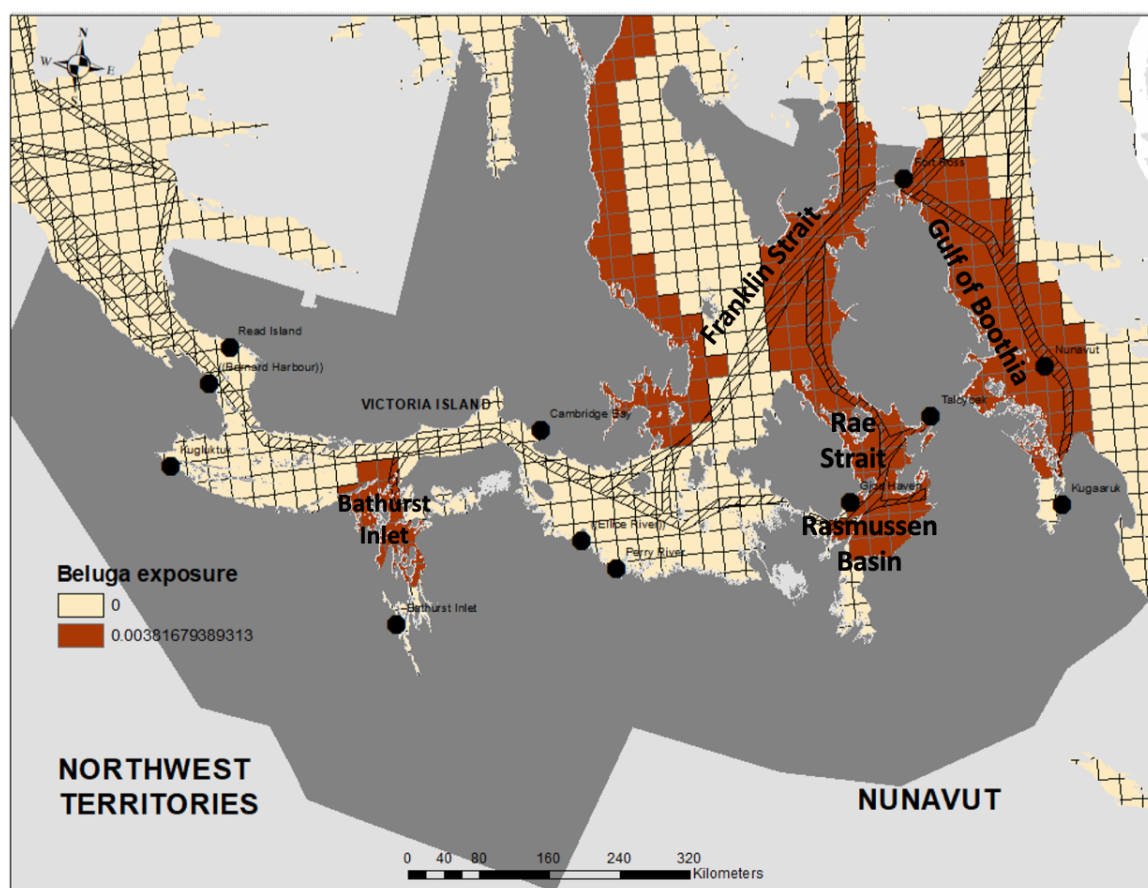 N
W
E
S
Fort Ross
Franklin Strait
Gulf of Boothia
Read Island
((Bernard Harbour))
Nunavut
VICTORIA ISLAND
Cambridge Bay
Taloyoak
Rae
Strait
Kugluktuk
Gjoa Haven
Kugaaruk
Bathurst
Inlet
Rasmussen
Basin
((Ellice River))
Perry River
Beluga exposure
0
0.00381679389313
Bathurst Inlet
NORTHWEST
TERRITORIES
NUNAVUT
0 40 80 160 240 320
Kilometers